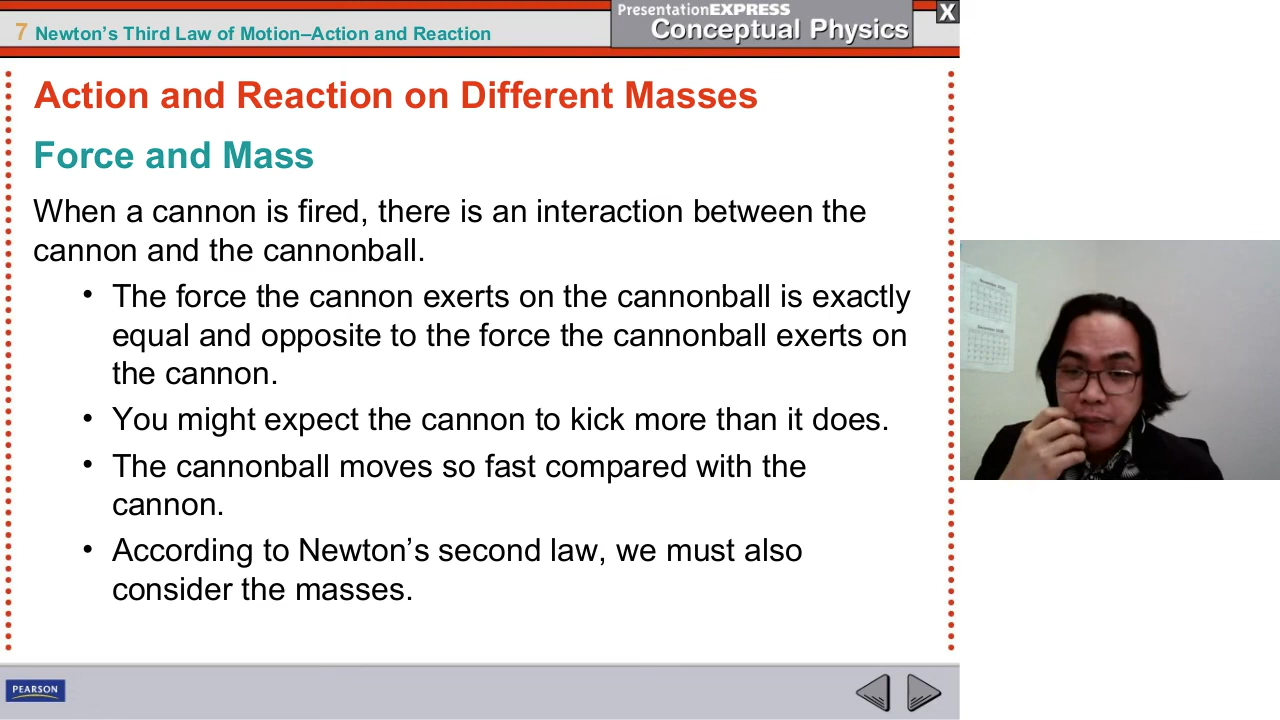 PresentationEXPRESS
Conceptual Physics
X
7 Newton’s Third Law of Motion–Action and Reaction
Action and Reaction on Different Masses
Force and Mass
When a cannon is fired, there is an interaction between the
cannon and the cannonball.
• The force the cannon exerts on the cannonball is exactly
equal and opposite to the force the cannonball exerts on
the cannon.
• You might expect the cannon to kick more than it does.
• The cannonball moves so fast compared with the
cannon.
• According to Newton’s second law, we must also
consider the masses.
PEARSON